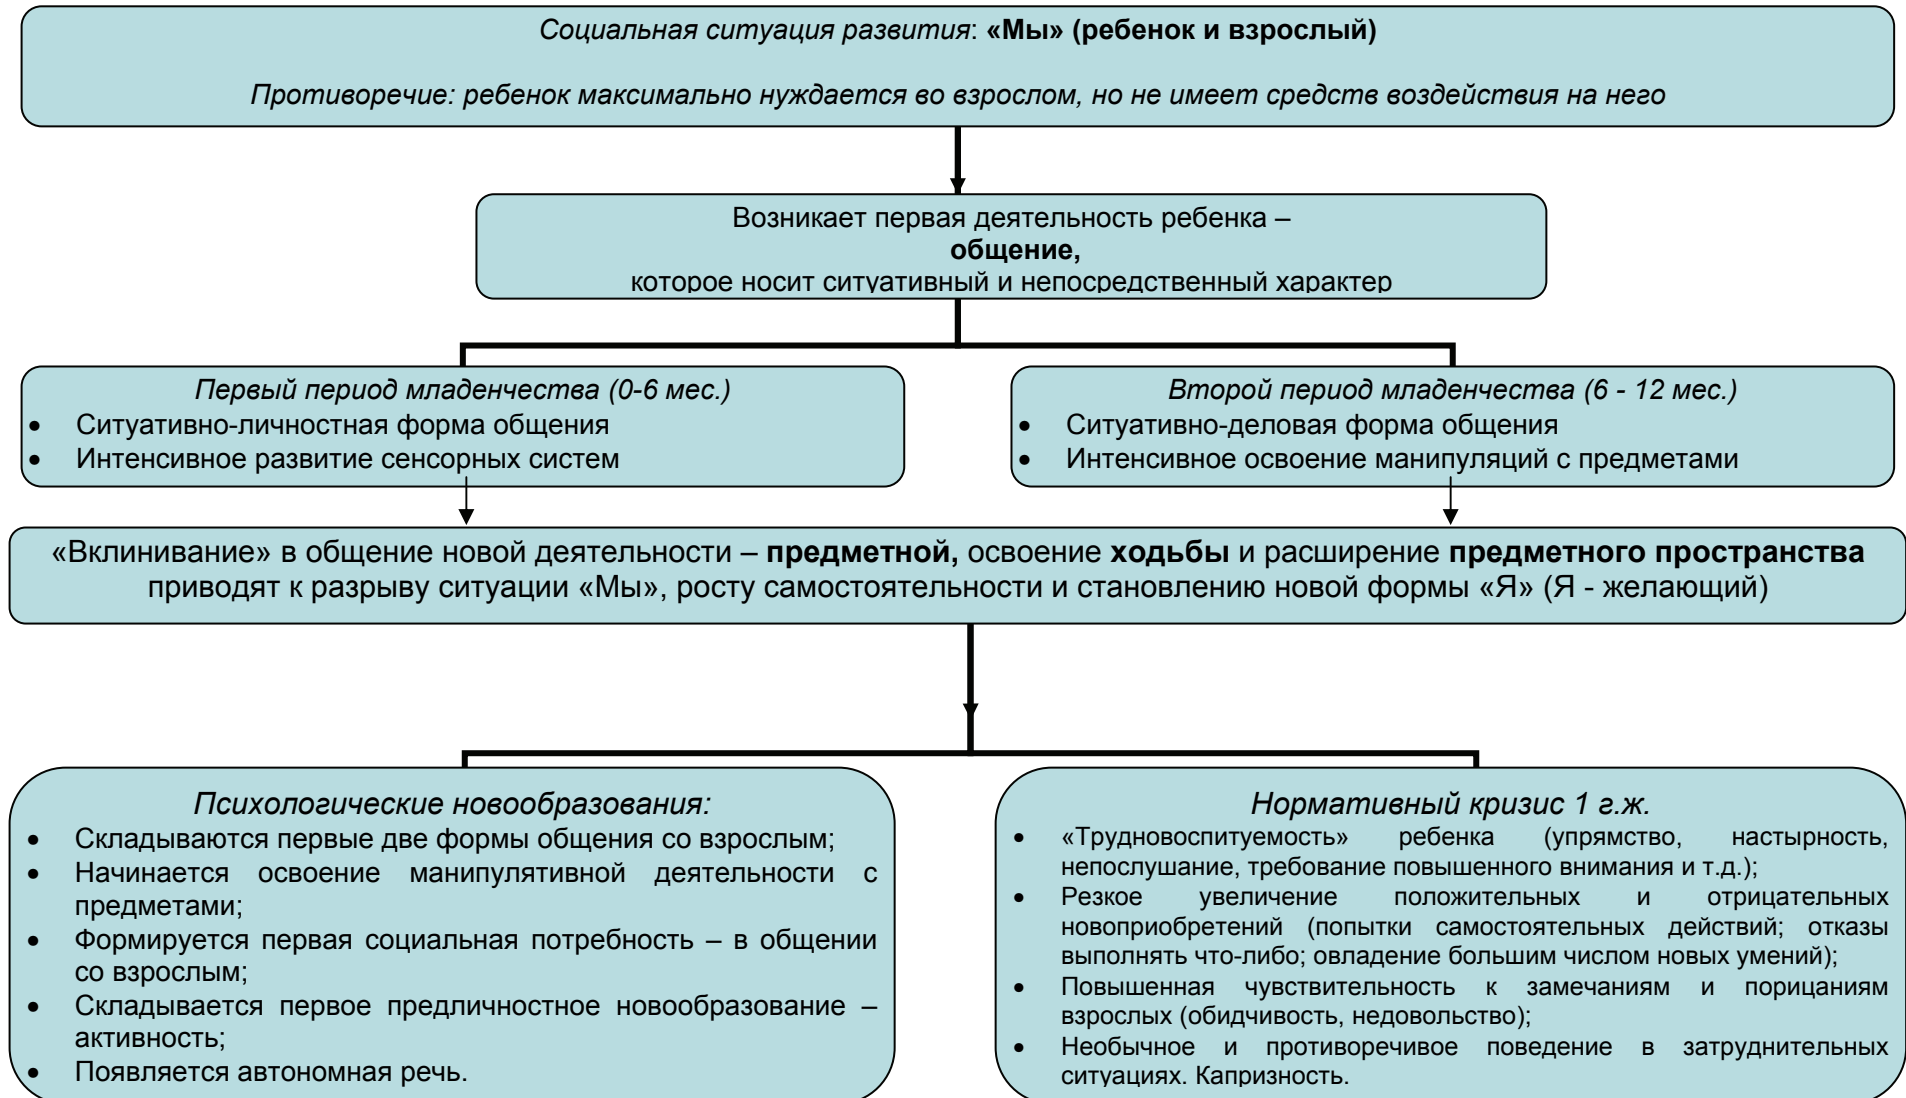 Социальная ситуация развития: «Мы» (ребенок и взрослый)
Противоречие: ребенок максимально нуждается во взрослом, но не имеет средств воздействия на него
Возникает первая деятельность ребенка –
общение,
которое носит ситуативный и непосредственный характер
Первый период младенчества (0-6 мес.)
• Ситуативно-личностная форма общения
• Интенсивное развитие сенсорных систем
Второй период младенчества (6 - 12 мес.)
• Ситуативно-деловая форма общения
• Интенсивное освоение манипуляций с предметами
«Вклинивание» в общение новой деятельности – предметной, освоение ходьбы и расширение предметного пространства
приводят к разрыву ситуации «Мы», росту самостоятельности и становлению новой формы «Я» (Я - желающий)
Психологические новообразования:
• Складываются первые две формы общения со взрослым;
• Начинается освоение манипулятивной деятельности с
предметами;
• Формируется первая социальная потребность – в общении
со взрослым;
• Складывается первое предличностное новообразование –
активность;
• Появляется автономная речь.
Нормативный кризис 1 г.ж.
• «Трудновоспитуемость» ребенка (упрямство, настырность,
непослушание, требование повышенного внимания и т.д.);
• Резкое увеличение положительных и отрицательных
новоприобретений (попытки самостоятельных действий; отказы
выполнять что-либо; овладение большим числом новых умений);
• Повышенная чувствительность к замечаниям и порицаниям
взрослых (обидчивость, недовольство);
• Необычное и противоречивое поведение в затруднительных
ситуациях. Капризность.